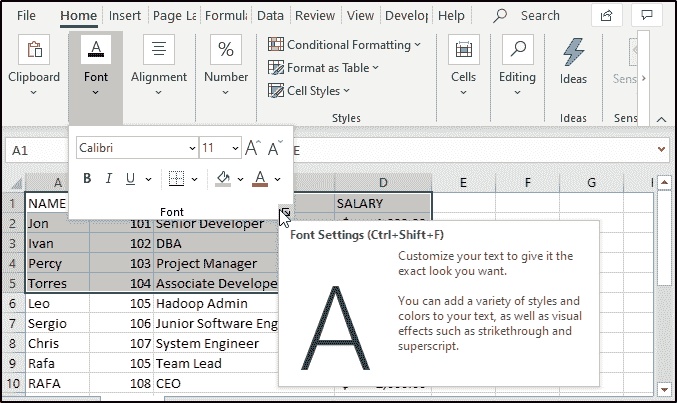 File Home Insert Page La Formula Data Review View Develop Help Search
Clipboard Font Alignment Number Conditional Formatting Cells Editing Ideas Sens
Format as Table
Cell Styles
Styles Ideas Sens
A1 E
Calibri 11
B I U A
Font
A D E F G
1 NAME SALARY
2 Jon 101 Senior Developer
3 Ivan 102 DBA
4 Percy 103 Project Manager
5 Torres 104 Associate Develope
6 Leo 105 Hadoop Admin
7 Sergio 106 Junior Software Eng
8 Chris 107 System Engineer
9 Rafa 105 Team Lead
10 RAFA 108 CEO
Font Settings (Ctrl+Shift+F)
Customize your text to give it the
exact look you want.
You can add a variety of styles and
colors to your text, as well as visual
effects such as strikethrough and
superscript.